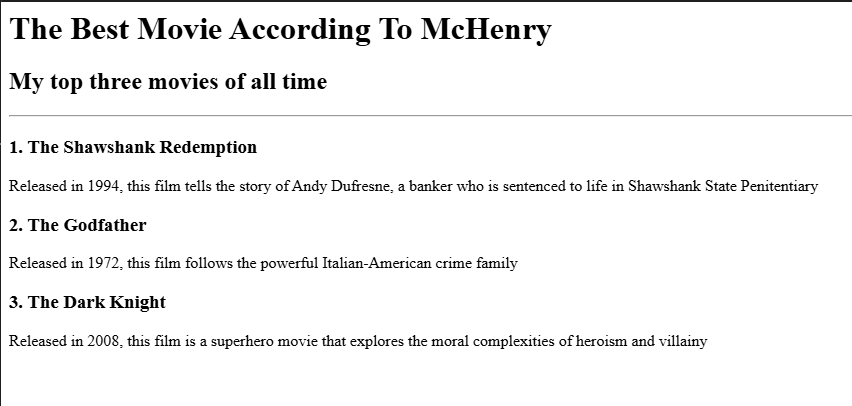 The Best Movie According To McHenry
My top three movies of all time
1. The Shawshank Redemption
Released in 1994, this film tells the story of Andy Dufresne, a banker who is sentenced to life in Shawshank State Penitentiary
2. The Godfather
Released in 1972, this film follows the powerful Italian-American crime family
3. The Dark Knight
Released in 2008, this film is a superhero movie that explores the moral complexities of heroism and villainy